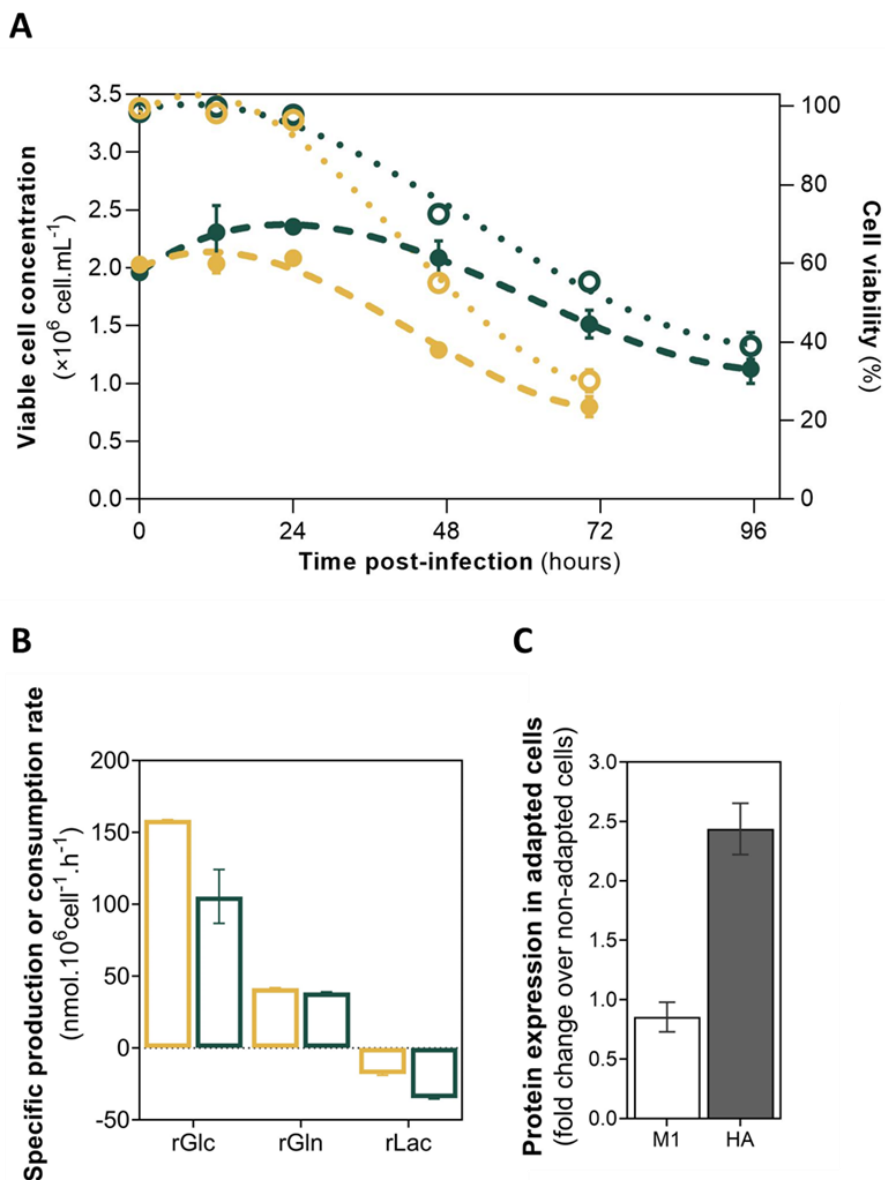 A
Viable cell concentration
(×10⁶ cell.mL⁻¹)
3.5
3.0
2.5
2.0
1.5
1.0
0.5
0.0
100
80
60
40
20
0
Cell viability
(%)
0 24 48 72 96
Time post-infection (hours)
B
Specific production or consumption rate
(nmol.10⁶cell⁻¹.h⁻¹)
200
150
100
50
0
-50
rGlc rGln rLac
C
Protein expression in adapted cells
(fold change over non-adapted cells)
3.0
2.5
2.0
1.5
1.0
0.5
0.0
M1 HA